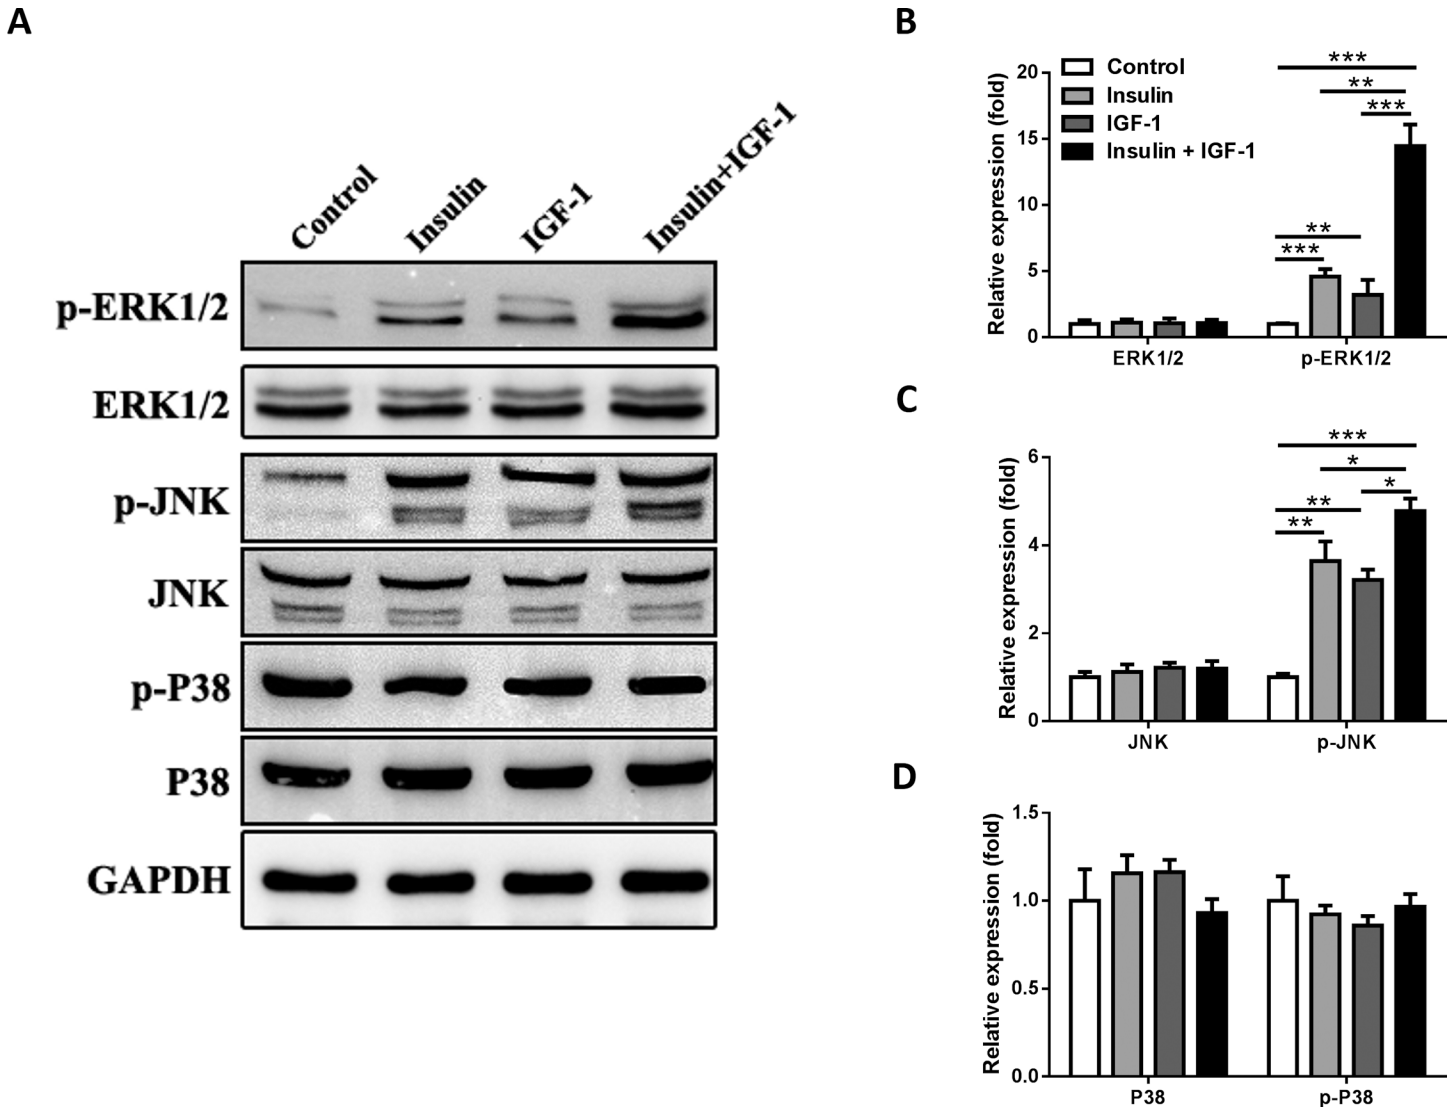 A
Control
Insulin
IGF-1
Insulin+IGF-1
p-ERK1/2
ERK1/2
p-JNK
JNK
p-P38
P38
GAPDH
B
Relative expression (fold)
20
15
10
5
0
Control
Insulin
IGF-1
Insulin + IGF-1
***
**
***
**
***
ERK1/2
p-ERK1/2
C
Relative expression (fold)
6
4
2
0
***
*
*
**
**
JNK
p-JNK
D
Relative expression (fold)
1.5
1.0
0.5
0.0
P38
p-P38